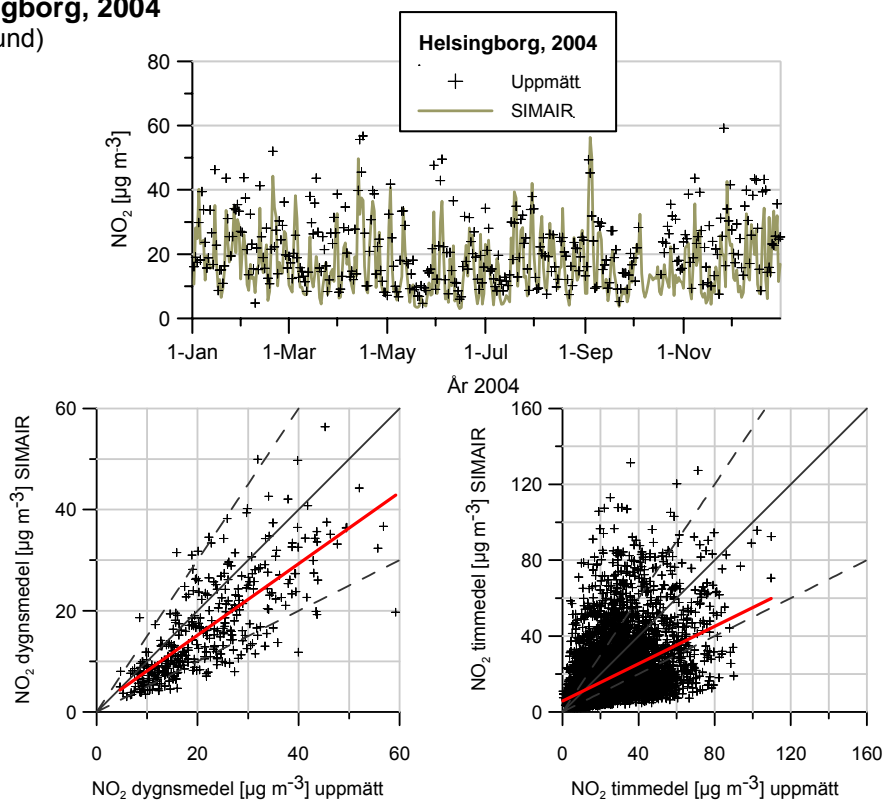 gborg, 2004
und)
Helsingborg, 2004
Uppmätt
SIMAIR
NO2 [µg m-3]
80
60
40
20
0
1-Jan 1-Mar 1-May 1-Jul 1-Sep 1-Nov
År 2004
NO2 dygnsmedel [µg m-3] SIMAIR
60
40
20
0
0 20 40 60
NO2 dygnsmedel [µg m-3] uppmätt
NO2 timmedel [µg m-3] SIMAIR
160
120
80
40
0
0 40 80 120 160
NO2 timmedel [µg m-3] uppmätt